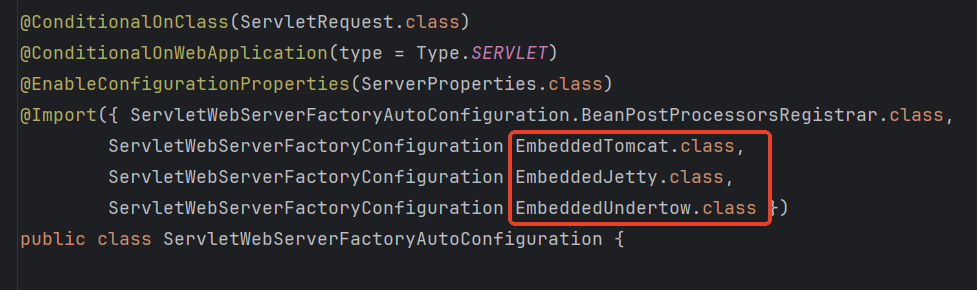 @ConditionalOnClass(ServletRequest.class)
@ConditionalOnWebApplication(type = Type.SERVLET)
@EnableConfigurationProperties(ServerProperties.class)
@Import({ ServletWebServerFactoryAutoConfiguration.BeanPostProcessorsRegistrar.class,
ServletWebServerFactoryConfiguration.EmbeddedTomcat.class,
ServletWebServerFactoryConfiguration.EmbeddedJetty.class,
ServletWebServerFactoryConfiguration.EmbeddedUndertow.class })
public class ServletWebServerFactoryAutoConfiguration {